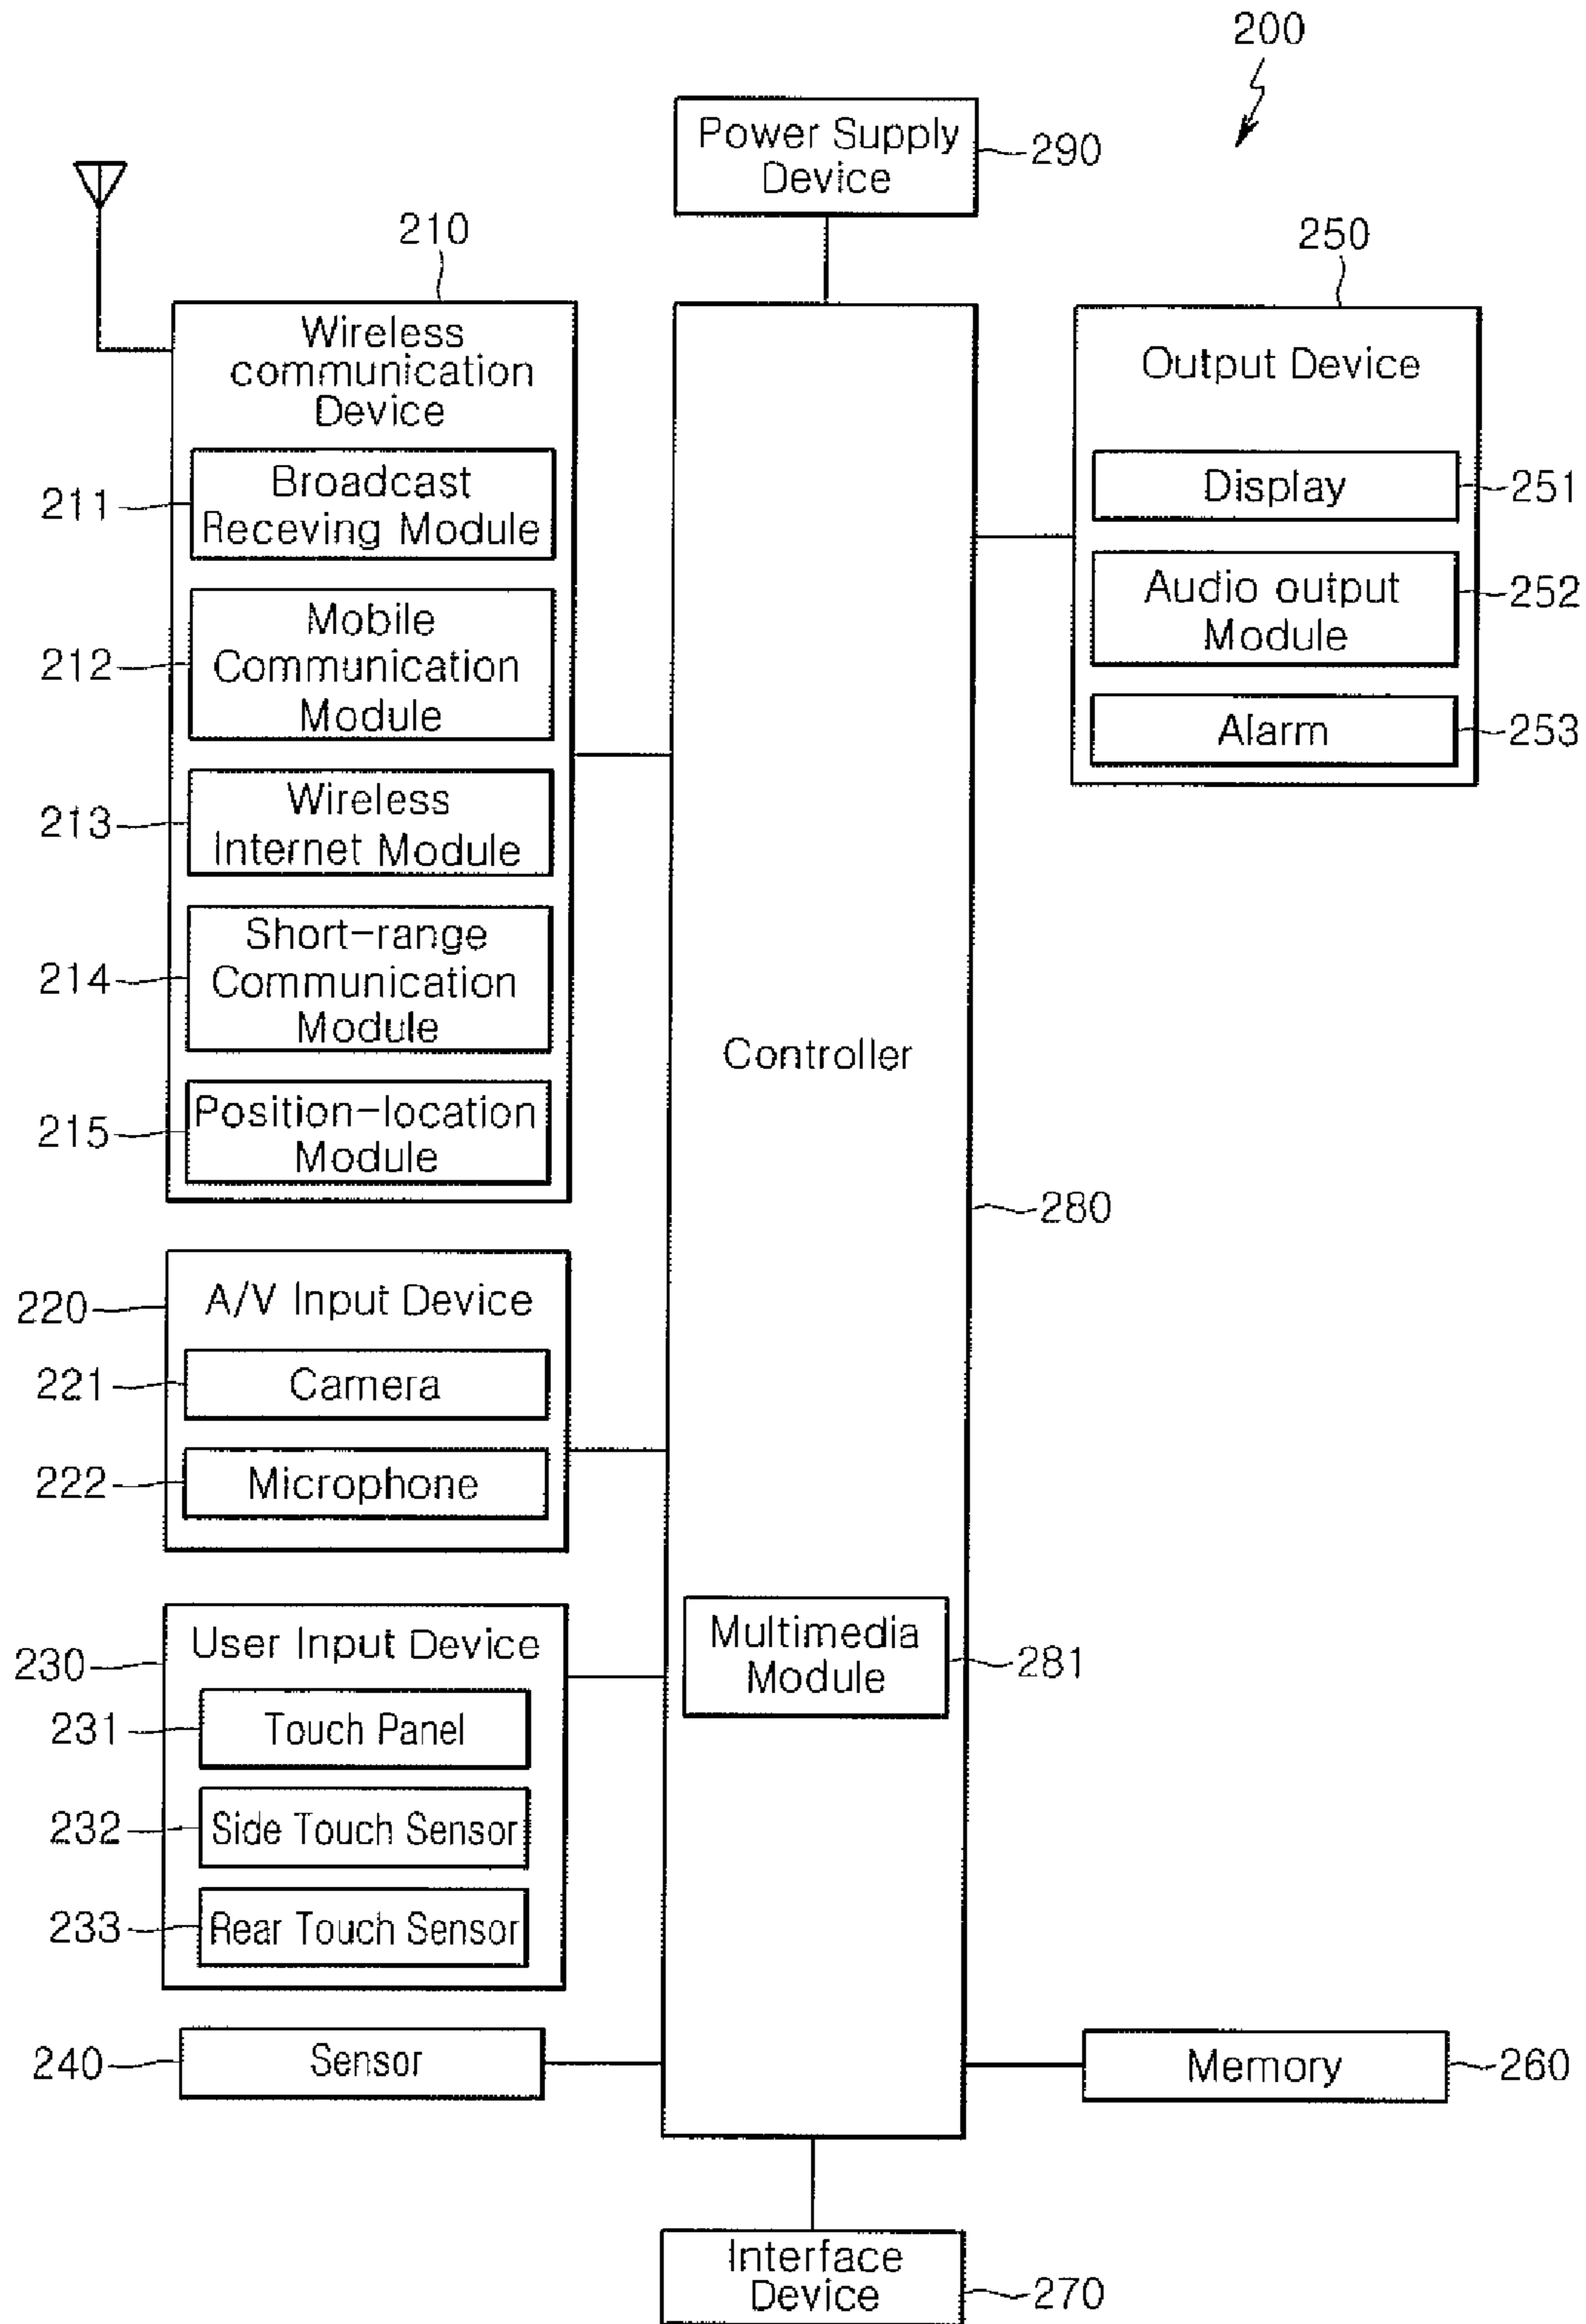 200
Power Supply
Device
290
210
Wireless
communication
Device
211
Broadcast
Receving Module
212
Mobile
Communication
Module
213
Wireless
Internet Module
214
Short-range
Communication
Module
215
Position-location
Module
220
A/V Input Device
221
Camera
222
Microphone
230
User Input Device
231
Touch Panel
232
Side Touch Sensor
233
Rear Touch Sensor
240
Sensor
Controller
280
Multimedia
Module
281
250
Output Device
Display
251
Audio output
Module
252
Alarm
253
Memory
260
Interface
Device
270